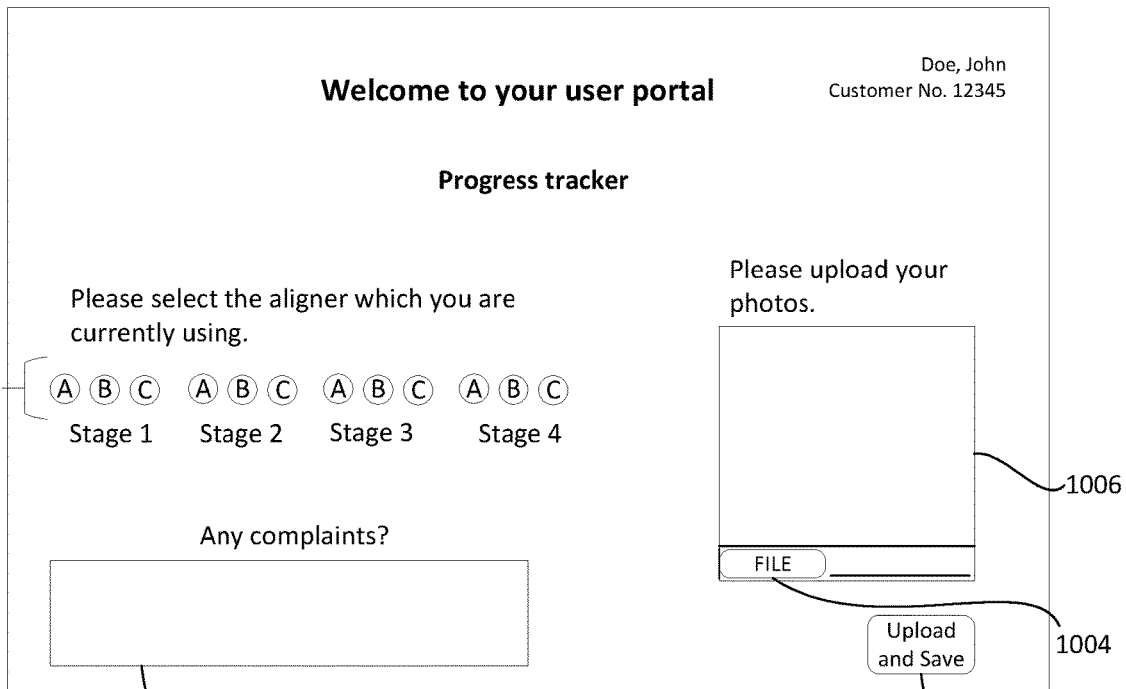 Doe, John
Customer No. 12345
Welcome to your user portal
Progress tracker
Please select the aligner which you are
currently using.
A B C A B C A B C A B C
Stage 1 Stage 2 Stage 3 Stage 4
Please upload your
photos.
1006
FILE
1004
Any complaints?
Upload
and Save